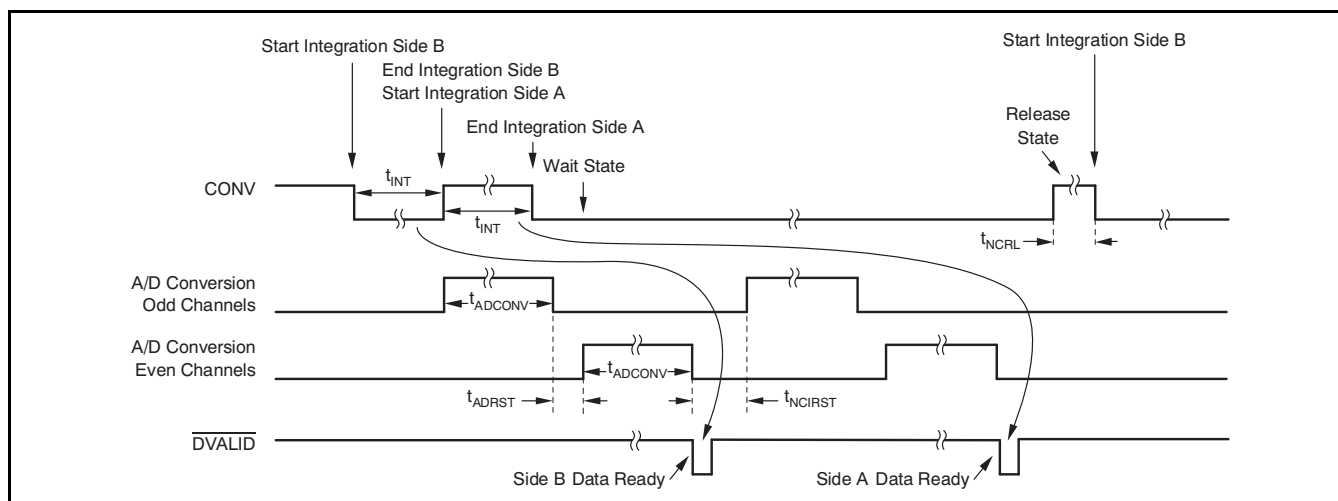 Start Integration Side B
End Integration Side B
Start Integration Side A
End Integration Side A
Wait State
Release
State
Start Integration Side B
CONV
tINT
tINT
tNCRL
A/D Conversion
Odd Channels
tADCONV
A/D Conversion
Even Channels
tADCONV
tADRST
tNCIRST
DVALID
Side B Data Ready
Side A Data Ready